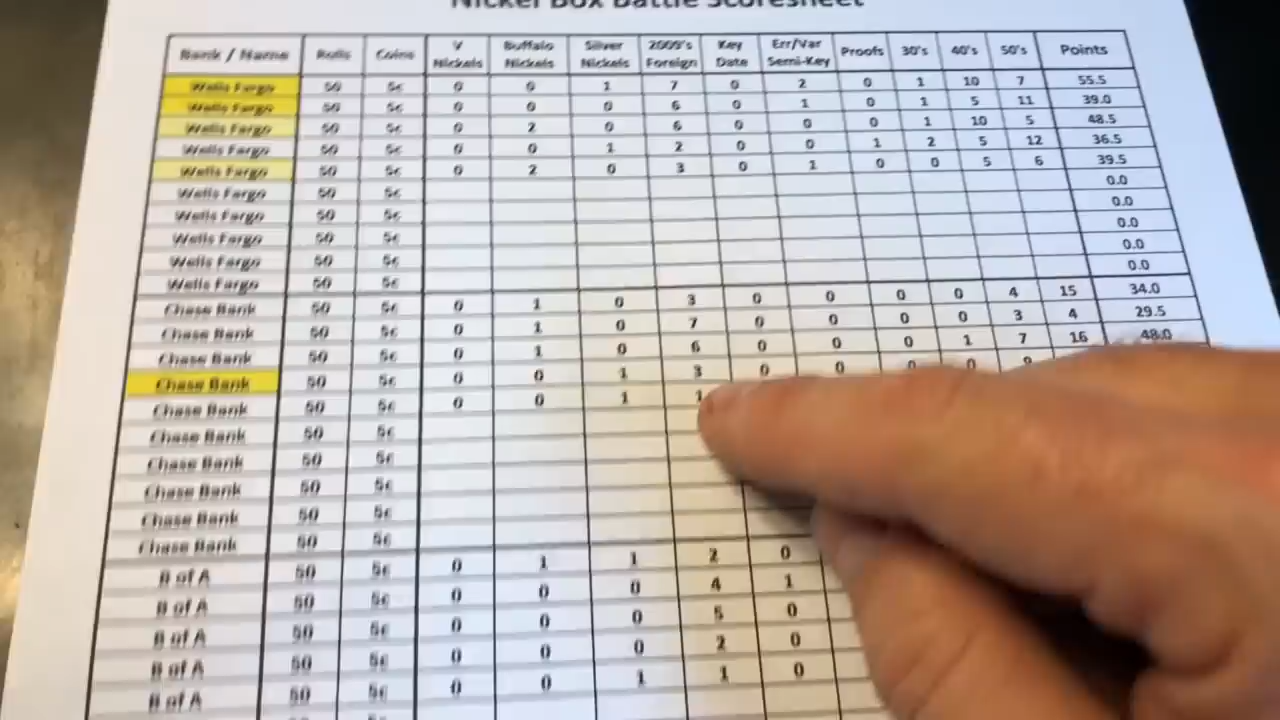 Nickel Box Battle Scoresheet
Bank / Name Rolls Coins V Nickels Buffalo Nickels Silver Nickels 2009's Foreign Key Date Err/Var Semi-Key Proofs 30's 40's 50's Points
Wells Fargo 50 5¢ 0 0 1 7 0 2 0 1 10 7 55.5
Wells Fargo 50 5¢ 0 0 0 6 0 1 0 1 5 11 39.0
Wells Fargo 50 5¢ 0 2 0 6 0 0 0 1 10 5 48.5
Wells Fargo 50 5¢ 0 0 1 2 0 0 1 2 5 12 36.5
Wells Fargo 50 5¢ 0 2 0 3 0 1 0 0 5 6 39.5
Wells Fargo 50 5¢ 0.0
Wells Fargo 50 5¢ 0.0
Wells Fargo 50 5¢ 0.0
Wells Fargo 50 5¢ 0.0
Wells Fargo 50 5¢ 0.0
Chase Bank 50 5¢ 0 1 0 3 0 0 0 0 4 15 34.0
Chase Bank 50 5¢ 0 1 0 7 0 0 0 0 3 4 29.5
Chase Bank 50 5¢ 0 1 0 6 0 0 0 1 7 16 48.0
Chase Bank 50 5¢ 0 0 1 3 0 0 0 0
Chase Bank 50 5¢ 0 0 1 1
Chase Bank 50 5¢
Chase Bank 50 5¢
Chase Bank 50 5¢
Chase Bank 50 5¢
Chase Bank 50 5¢
B of A 50 5¢ 0 1 1 2 0
B of A 50 5¢ 0 0 0 4 1
B of A 50 5¢ 0 0 0 5 0
B of A 50 5¢ 0 0 0 2 0
B of A 50 5¢ 0 0 1 1 0